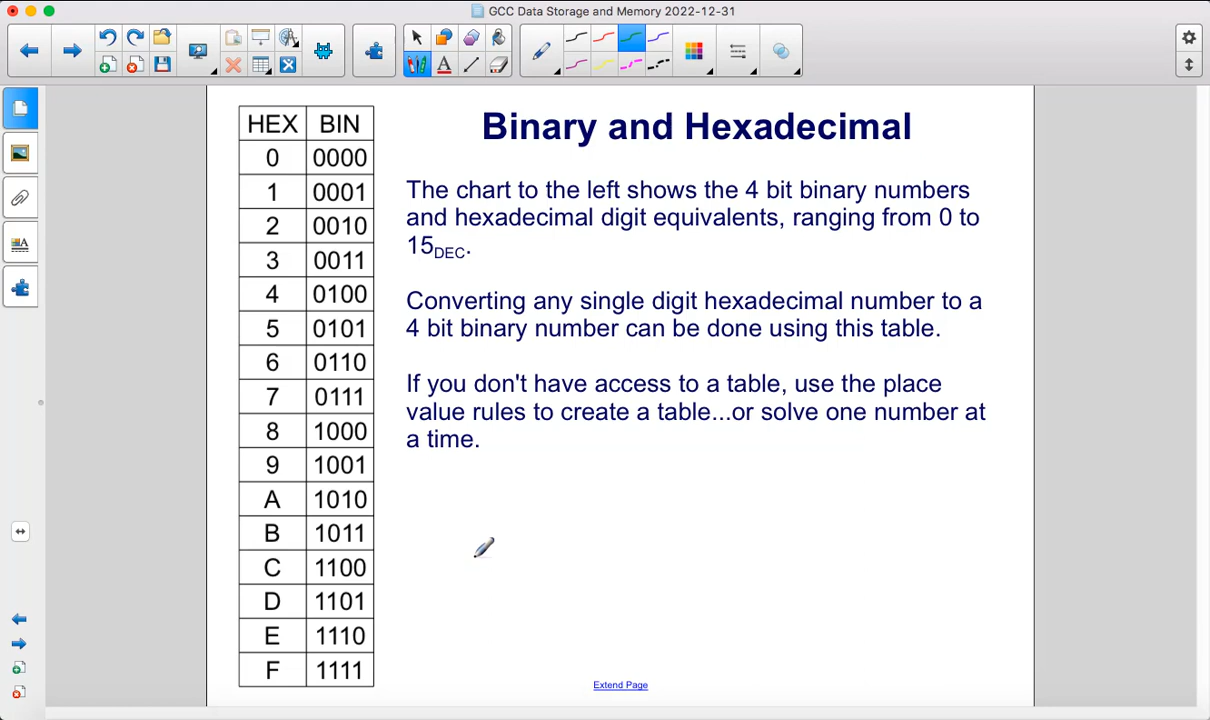 GCC Data Storage and Memory 2022-12-31
HEX BIN
0 0000
1 0001
2 0010
3 0011
4 0100
5 0101
6 0110
7 0111
8 1000
9 1001
A 1010
B 1011
C 1100
D 1101
E 1110
F 1111
Binary and Hexadecimal
The chart to the left shows the 4 bit binary numbers
and hexadecimal digit equivalents, ranging from 0 to
15DEC.
Converting any single digit hexadecimal number to a
4 bit binary number can be done using this table.
If you don't have access to a table, use the place
value rules to create a table...or solve one number at
a time.
Extend Page